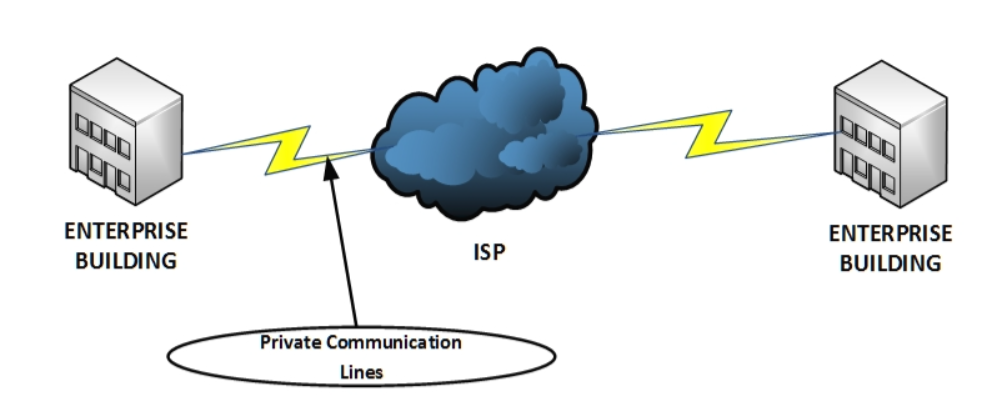 ENTERPRISE
BUILDING
ISP
ENTERPRISE
BUILDING
Private Communication
Lines